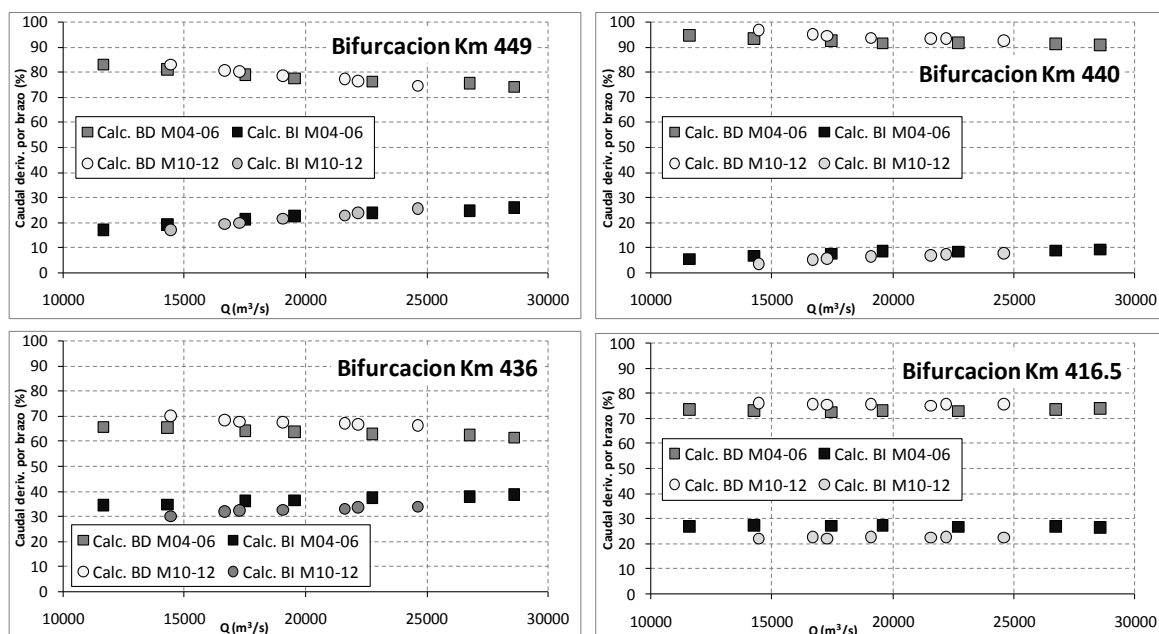 Bifurcacion Km 449
Caudal deriv. por brazo (%)
100
90
80
70
60
50
40
30
20
10
0
Calc. BD M04-06 Calc. BI M04-06
Calc. BD M10-12 Calc. BI M10-12
10000 15000 20000 25000 30000
Q (m³/s)
Bifurcacion Km 440
Caudal deriv. por brazo (%)
100
90
80
70
60
50
40
30
20
10
0
Calc. BD M04-06 Calc. BI M04-06
Calc. BD M10-12 Calc. BI M10-12
10000 15000 20000 25000 30000
Q (m³/s)
Bifurcacion Km 436
Caudal deriv. por brazo (%)
100
90
80
70
60
50
40
30
20
10
0
Calc. BD M04-06 Calc. BI M04-06
Calc. BD M10-12 Calc. BI M10-12
10000 15000 20000 25000 30000
Q (m³/s)
Bifurcacion Km 416.5
Caudal deriv. por brazo (%)
100
90
80
70
60
50
40
30
20
10
0
Calc. BD M04-06 Calc. BI M04-06
Calc. BD M10-12 Calc. BI M10-12
10000 15000 20000 25000 30000
Q (m³/s)